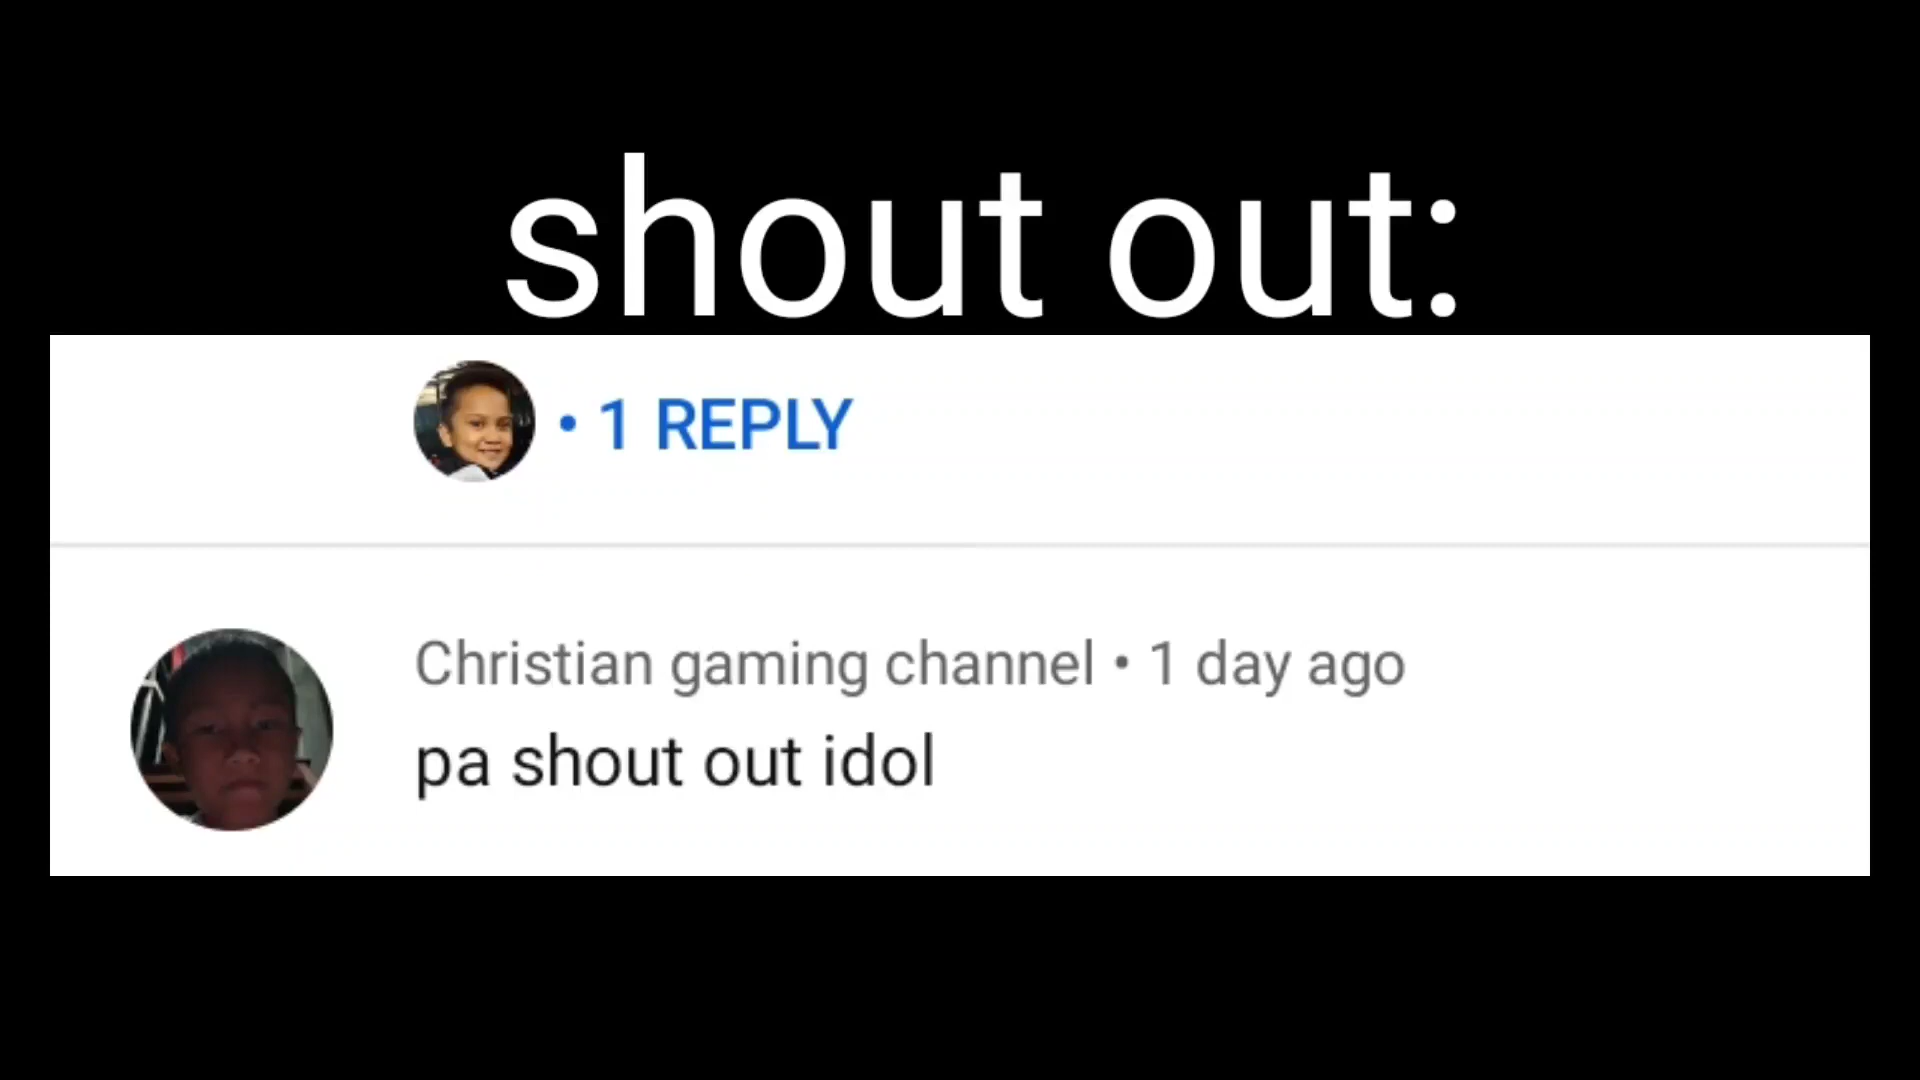 shout out:
• 1 REPLY
Christian gaming channel • 1 day ago
pa shout out idol